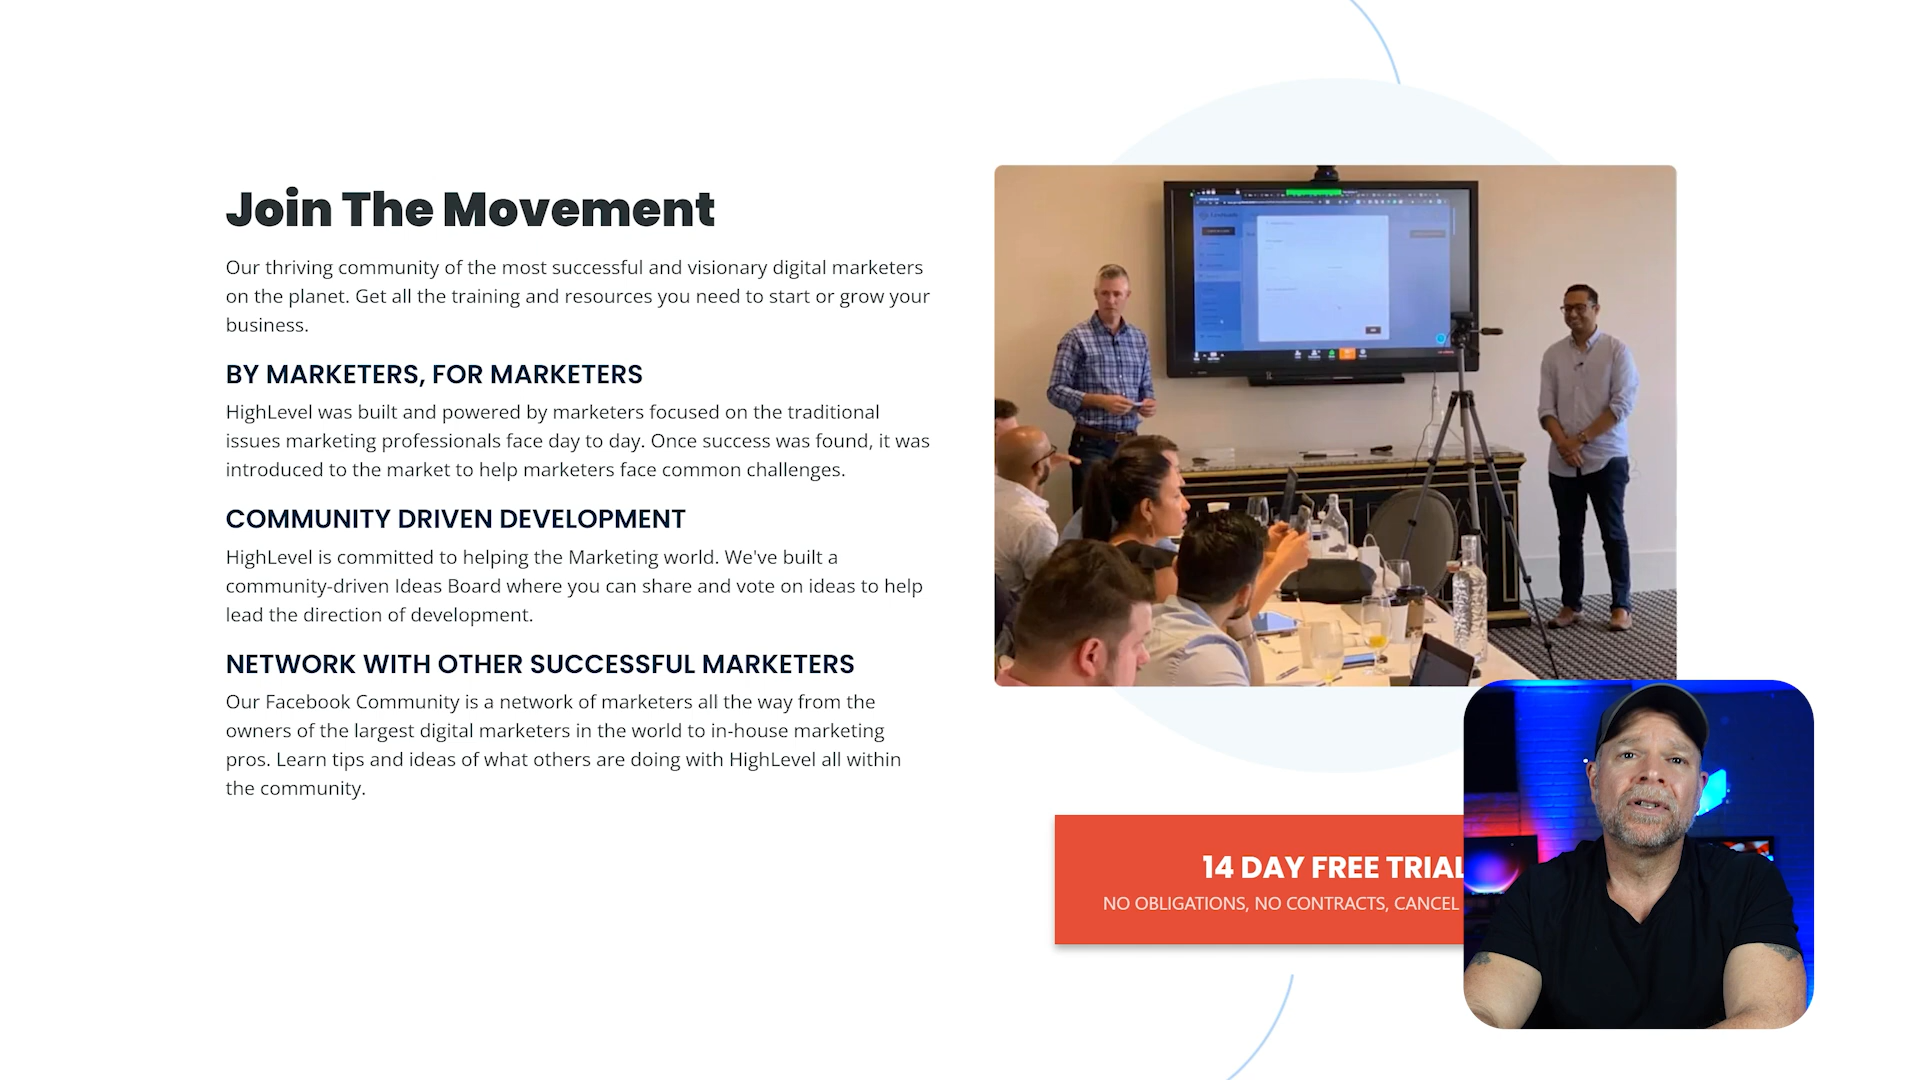 Join The Movement
Our thriving community of the most successful and visionary digital marketers
on the planet. Get all the training and resources you need to start or grow your
business.
BY MARKETERS, FOR MARKETERS
HighLevel was built and powered by marketers focused on the traditional
issues marketing professionals face day to day. Once success was found, it was
introduced to the market to help marketers face common challenges.
COMMUNITY DRIVEN DEVELOPMENT
HighLevel is committed to helping the Marketing world. We've built a
community-driven Ideas Board where you can share and vote on ideas to help
lead the direction of development.
NETWORK WITH OTHER SUCCESSFUL MARKETERS
Our Facebook Community is a network of marketers all the way from the
owners of the largest digital marketers in the world to in-house marketing
pros. Learn tips and ideas of what others are doing with HighLevel all within
the community.
14 DAY FREE TRIAL
NO OBLIGATIONS, NO CONTRACTS, CANCEL